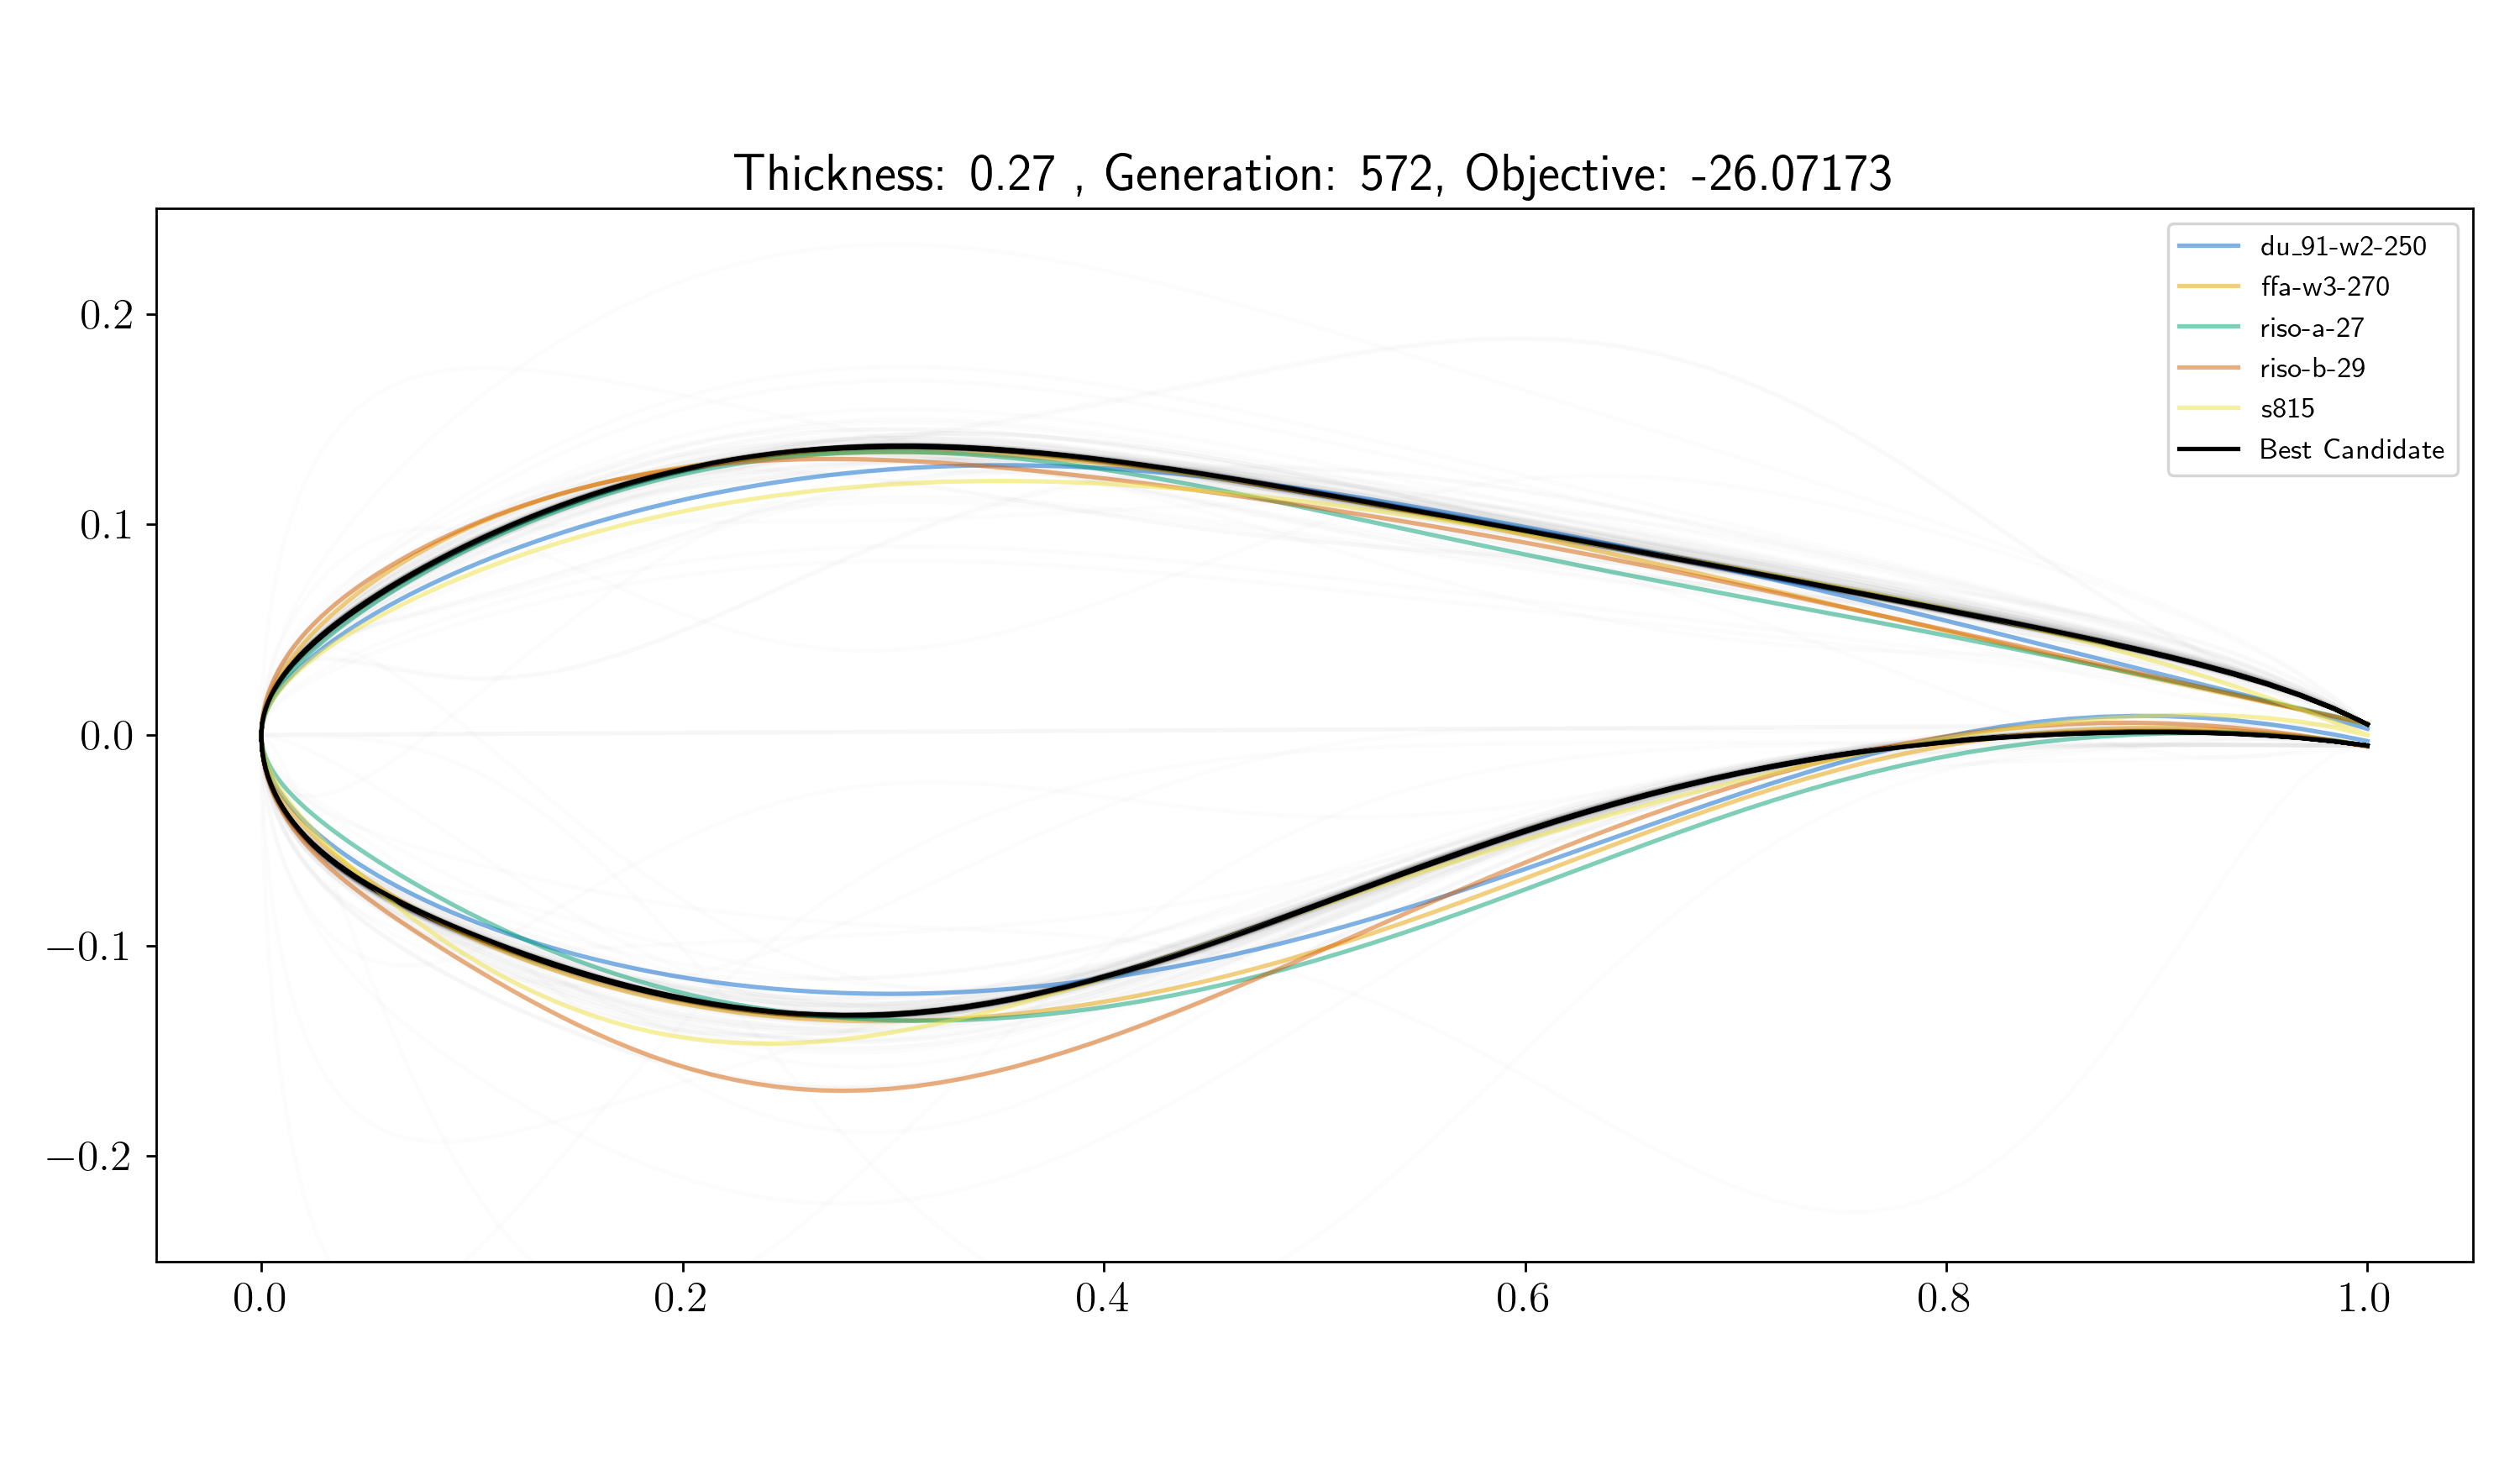 Thickness: 0.27 , Generation: 572, Objective: -26.07173
du_91-w2-250
ffa-w3-270
riso-a-27
riso-b-29
s815
Best Candidate
0.2
0.1
0.0
−0.1
−0.2
0.0 0.2 0.4 0.6 0.8 1.0